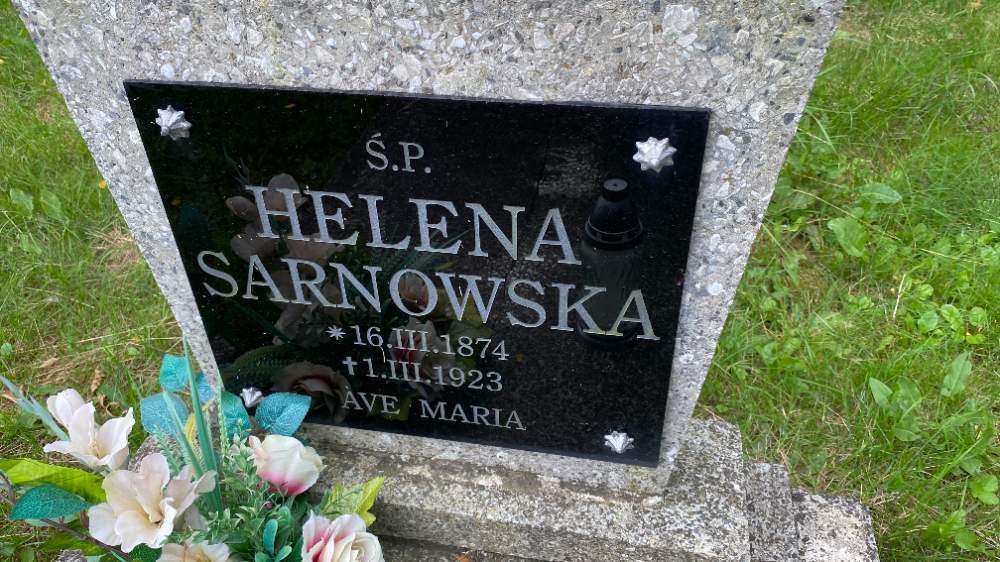 Ś.P.
HELENA
SARNOWSKA
*16.III.1874
†1.III.1923
AVE MARIA